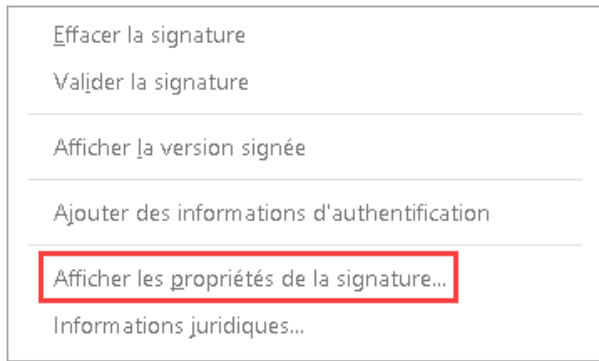 Effacer la signature
Valider la signature
Afficher la version signée
Ajouter des informations d'authentification
Afficher les propriétés de la signature...
Informations juridiques...